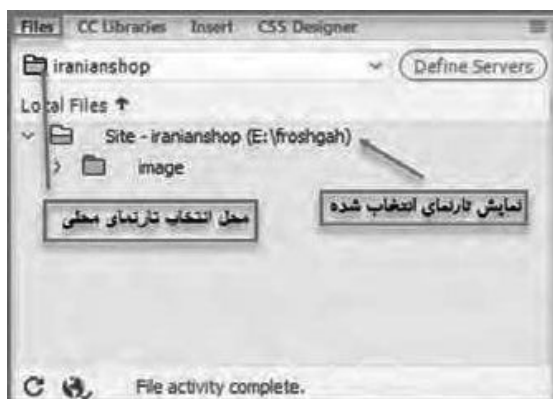 Files CC Libraries Insert CSS Designer
iranianshop Define Servers
Local Files
Site - iranianshop (E:\froshgah)
image
نمایش تارنمای انتخاب شده
محل انتخاب تارنمای محلی
File activity complete.